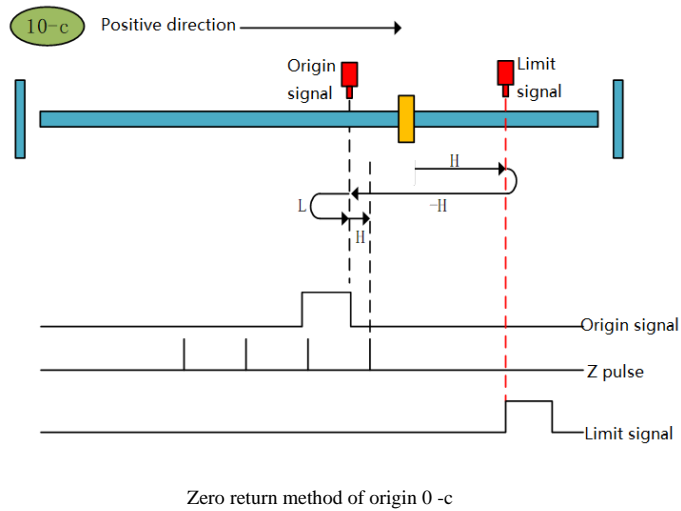 10-c
Positive direction
Origin
signal
Limit
signal
H
-H
L
H
Origin signal
Z pulse
Limit signal
Zero return method of origin 0 -c